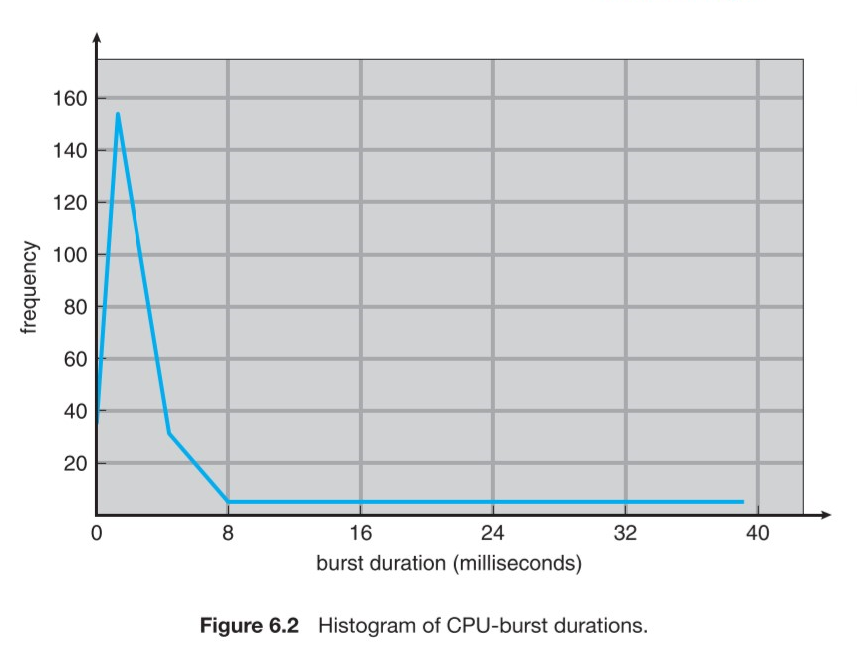 160
140
120
100
80
60
40
20
frequency
0 8 16 24 32 40
burst duration (milliseconds)
Figure 6.2 Histogram of CPU-burst durations.